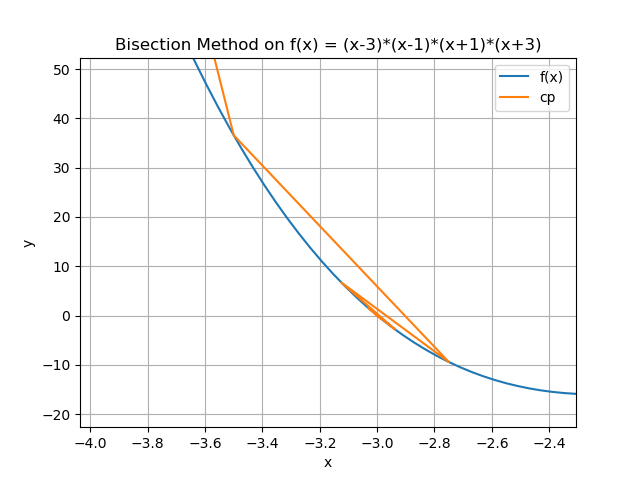 Bisection Method on f(x) = (x-3)*(x-1)*(x+1)*(x+3)
f(x)
cp
y
50
40
30
20
10
0
−10
−20
−4.0 −3.8 −3.6 −3.4 −3.2 −3.0 −2.8 −2.6 −2.4
x